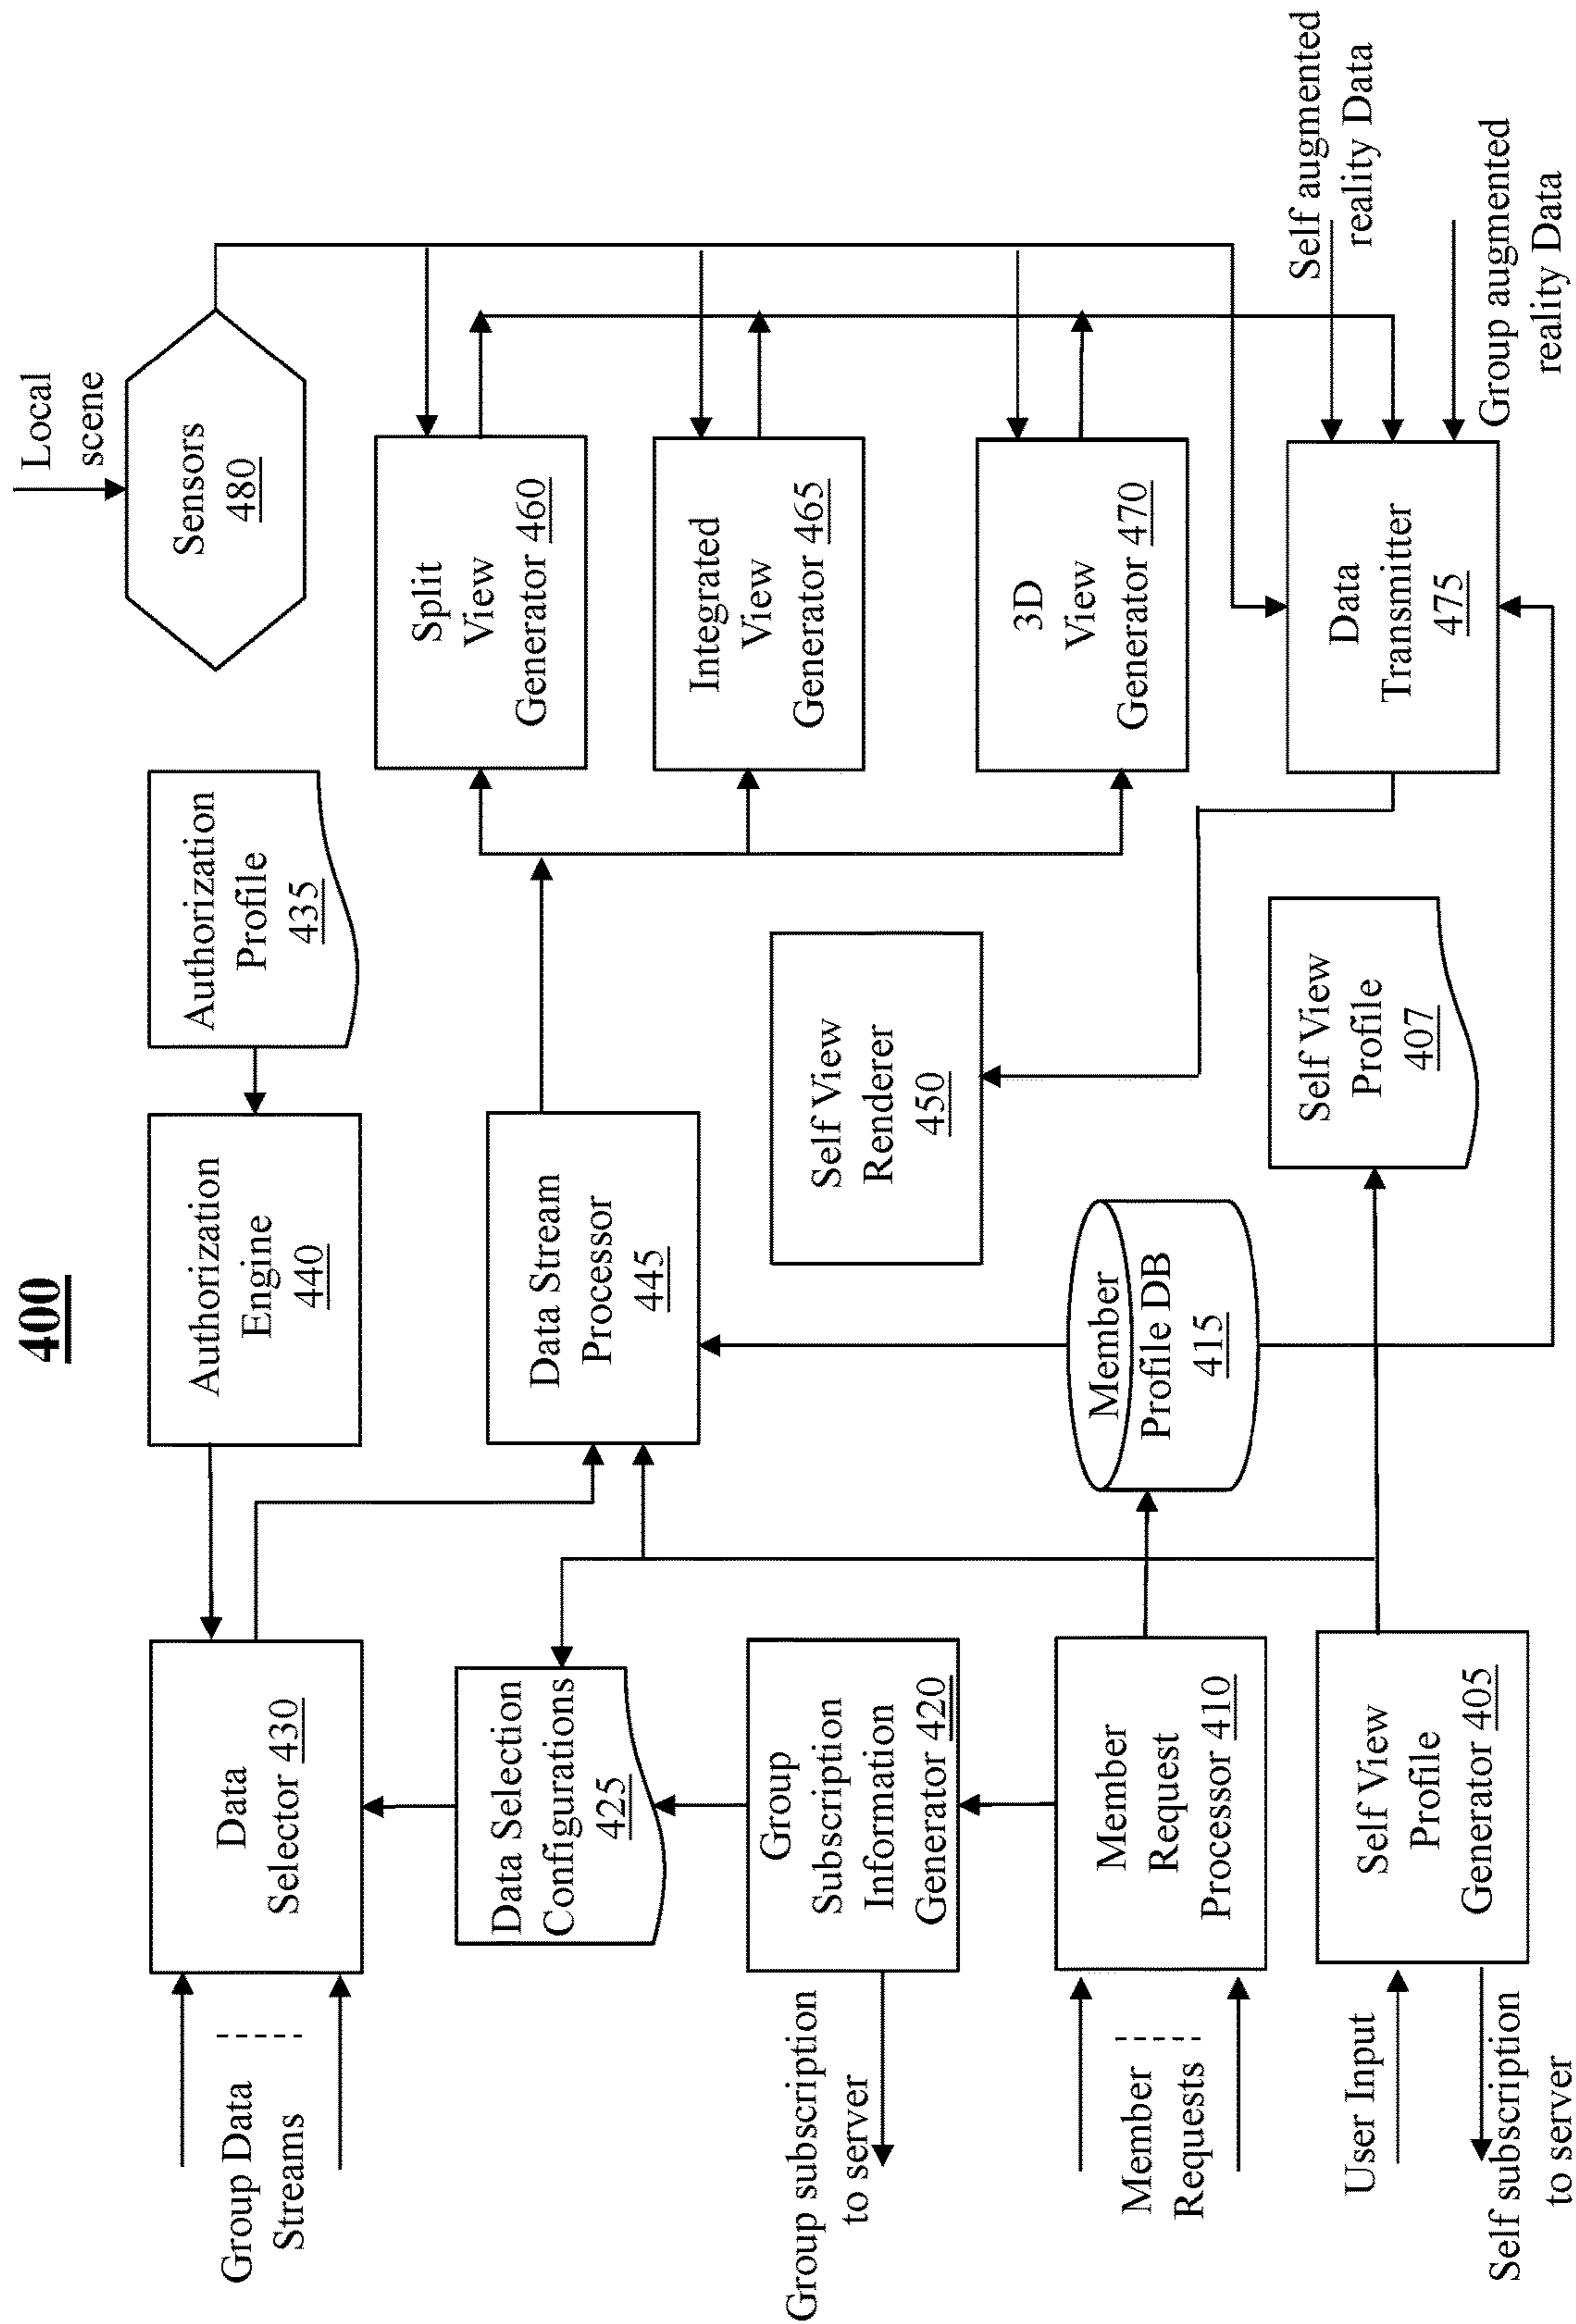 400
Local
scene
Sensors
480
Authorization
Profile
435
Authorization
Engine
440
Data
Selector 430
Group Data
Streams
Split
View
Generator 460
Data Stream
Processor
445
Data Selection
Configurations
425
Integrated
View
Generator 465
Self View
Renderer
450
Group
Subscription
Information
Generator 420
Group subscription
to server
3D
View
Generator 470
Member
Profile DB
415
Member
Request
Processor 410
Member
Requests
Self augmented
reality Data
Group augmented
reality Data
Data
Transmitter
475
Self View
Profile
407
Self View
Profile
Generator 405
User Input
Self subscription
to server